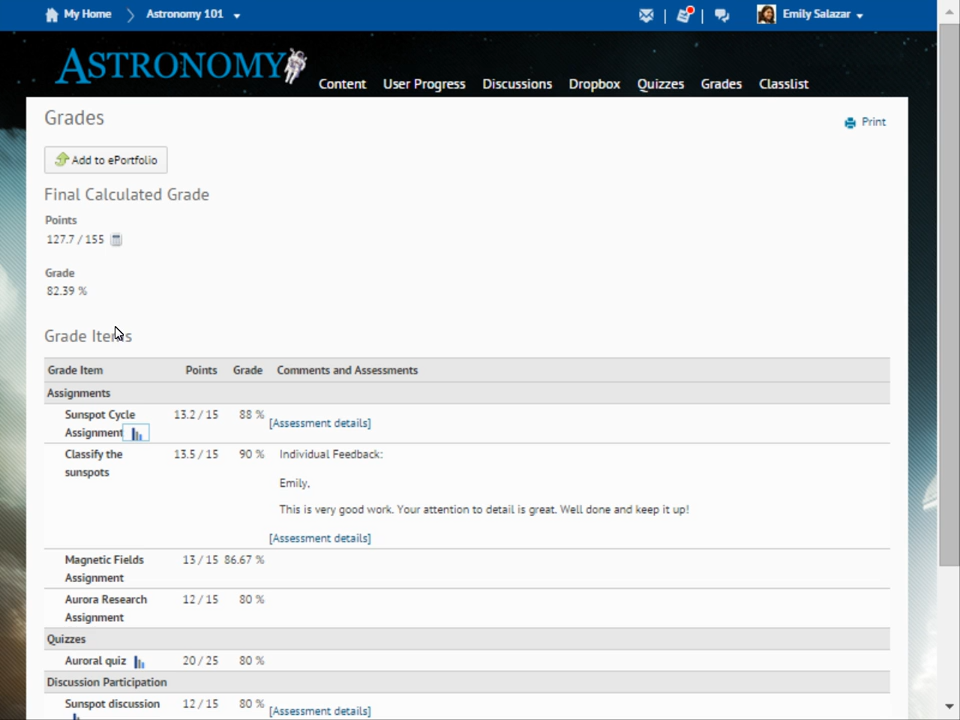 My Home
Astronomy 101
Emily Salazar
ASTRONOMY
Content User Progress Discussions Dropbox Quizzes Grades Classlist
Grades
Print
Add to ePortfolio
Final Calculated Grade
Points
127.7 / 155
Grade
82.39 %
Grade Items
Grade Item Points Grade Comments and Assessments
Assignments
Sunspot Cycle Assignment 13.2 / 15 88 % [Assessment details]
Classify the sunspots 13.5 / 15 90 % Individual Feedback:
Emily,
This is very good work. Your attention to detail is great. Well done and keep it up!
[Assessment details]
Magnetic Fields Assignment 13 / 15 86.67 %
Aurora Research Assignment 12 / 15 80 %
Quizzes
Auroral quiz 20 / 25 80 %
Discussion Participation
Sunspot discussion 12 / 15 80 % [Assessment details]